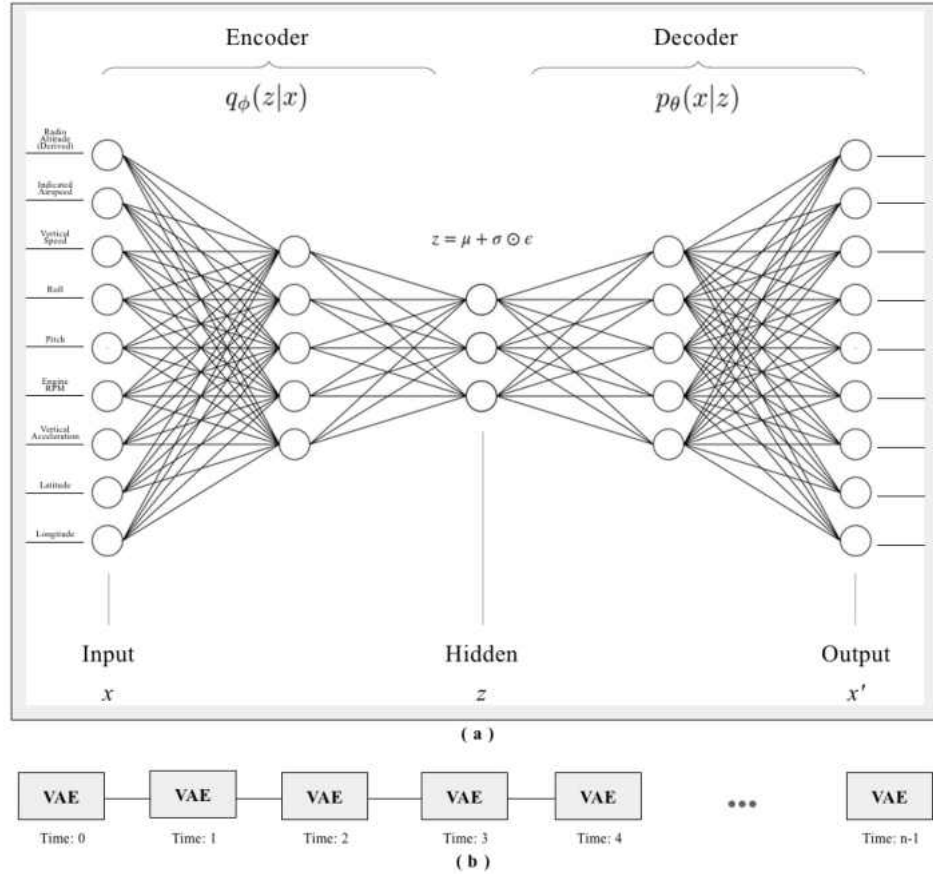 Encoder
Decoder
qϕ(z|x)
pθ(x|z)
Radio
Altitude
(Derived)
Indicated
Airspeed
Vertical
Speed
z = μ + σ ⊙ ϵ
Roll
Pitch
Engine
RPM
Vertical
Acceleration
Latitude
Longitude
Input
Hidden
Output
x
z
x′
( a )
VAE
VAE
VAE
VAE
VAE
•••
VAE
Time: 0
Time: 1
Time: 2
Time: 3
Time: 4
Time: n-1
( b )